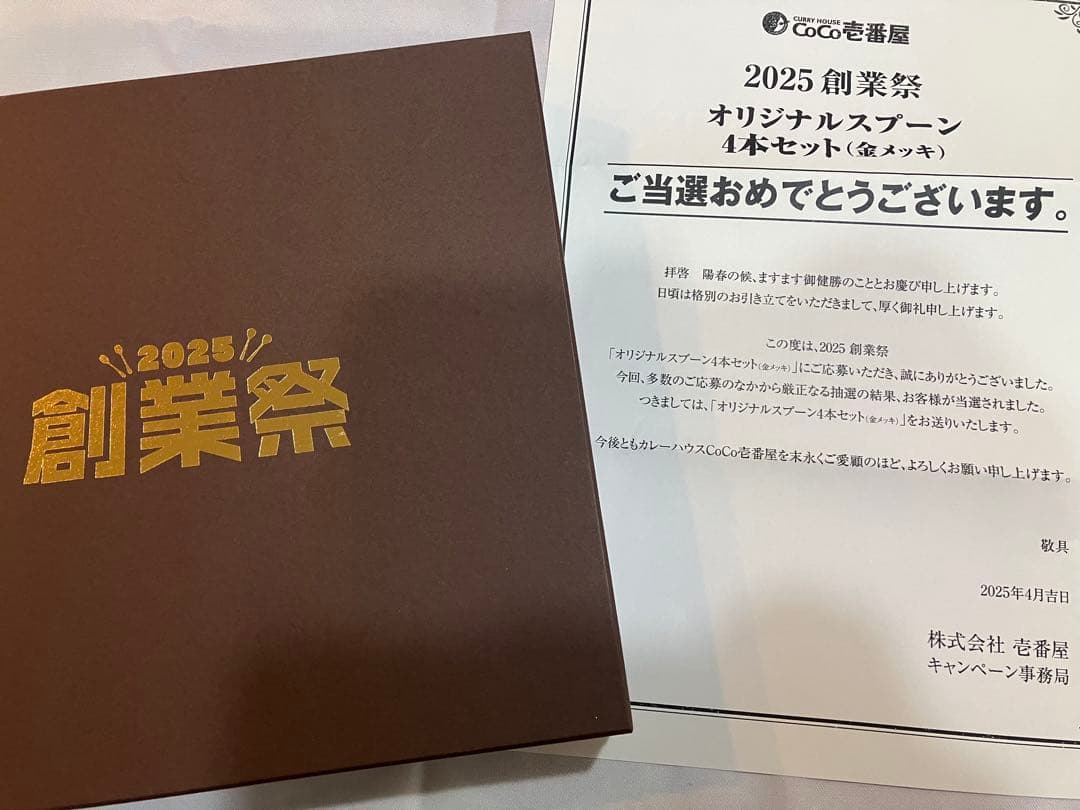 2025
創業祭
CURRY HOUSE
CoCo壱番屋
2025 創業祭
オリジナルスプーン
4本セット(金メッキ)
ご当選おめでとうございます。
拝啓　陽春の候、ますます御健勝のこととお慶び申し上げます。
日頃は格別のお引き立てをいただきまして、厚く御礼申し上げます。
この度は、2025 創業祭
「オリジナルスプーン4本セット(金メッキ)」にご応募いただき、誠にありがとうございました。
今回、多数のご応募のなかから厳正なる抽選の結果、お客様が当選されました。
つきましては、「オリジナルスプーン4本セット(金メッキ)」をお送りいたします。
今後ともカレーハウスCoCo壱番屋を末永くご愛顧のほど、よろしくお願い申し上げます。
敬具
2025年4月吉日
株式会社 壱番屋
キャンペーン事務局